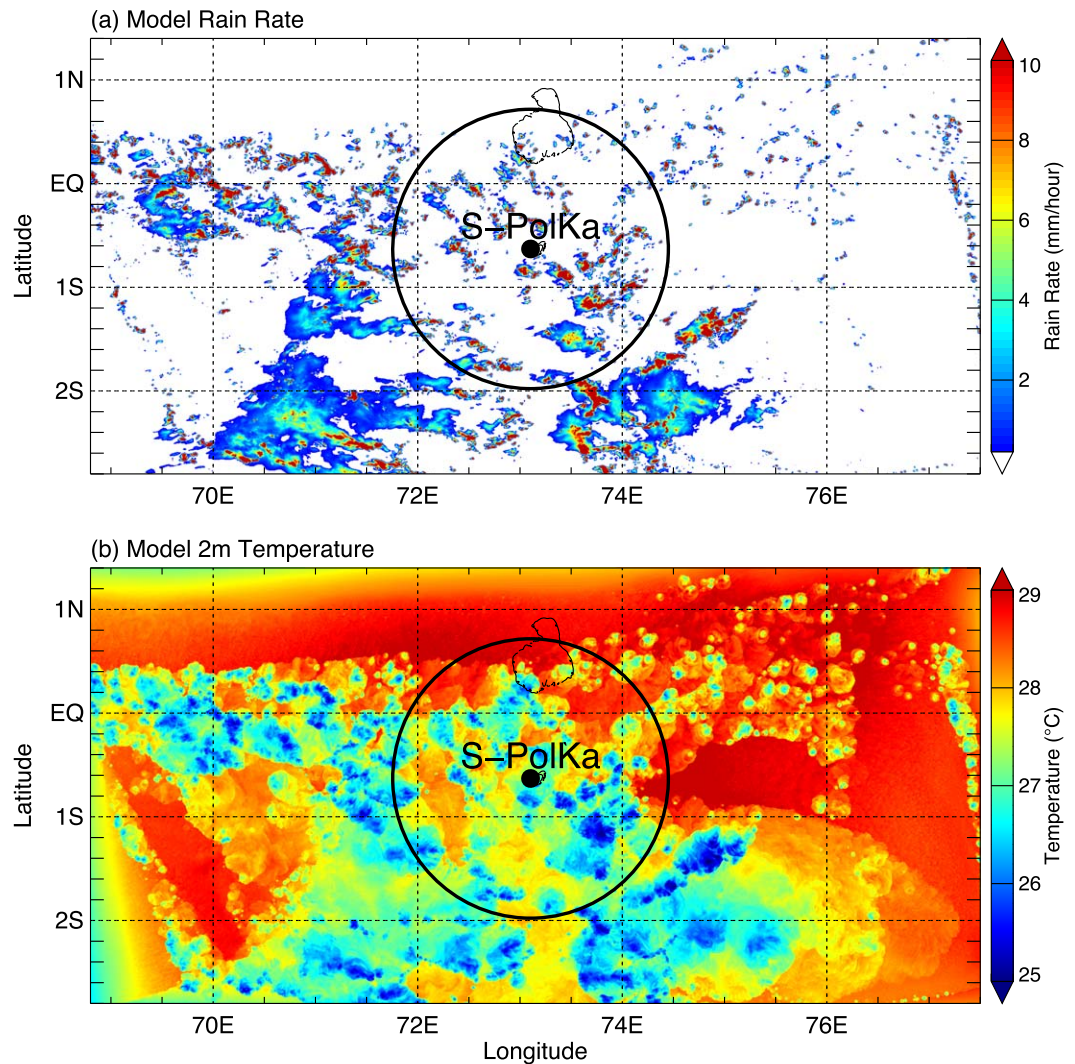 (a) Model Rain Rate
1N
EQ
1S
2S
Latitude
S-PolKa
70E 72E 74E 76E
10
8
6
4
2
Rain Rate (mm/hour)
(b) Model 2m Temperature
1N
EQ
1S
2S
Latitude
S-PolKa
70E 72E 74E 76E
Longitude
29
28
27
26
25
Temperature (°C)